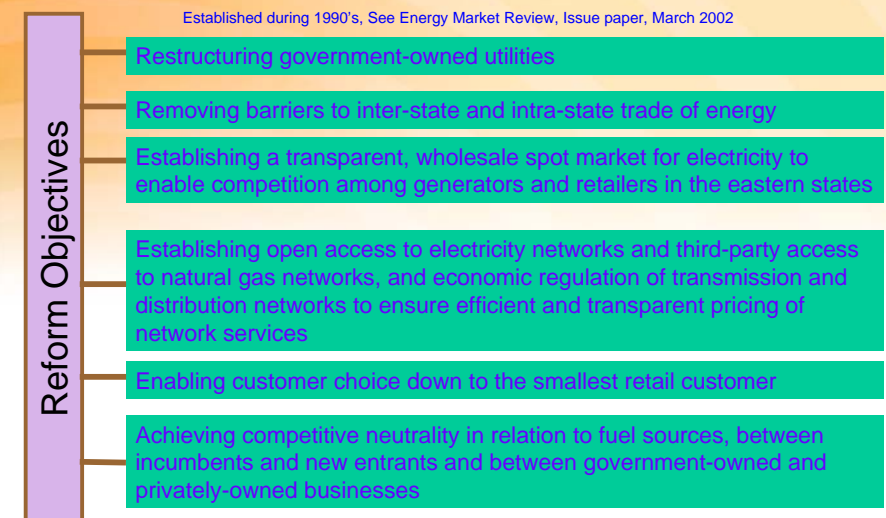 Established during 1990's, See Energy Market Review, Issue paper, March 2002
Reform Objectives
Restructuring government-owned utilities
Removing barriers to inter-state and intra-state trade of energy
Establishing a transparent, wholesale spot market for electricity to
enable competition among generators and retailers in the eastern states
Establishing open access to electricity networks and third-party access
to natural gas networks, and economic regulation of transmission and
distribution networks to ensure efficient and transparent pricing of
network services
Enabling customer choice down to the smallest retail customer
Achieving competitive neutrality in relation to fuel sources, between
incumbents and new entrants and between government-owned and
privately-owned businesses